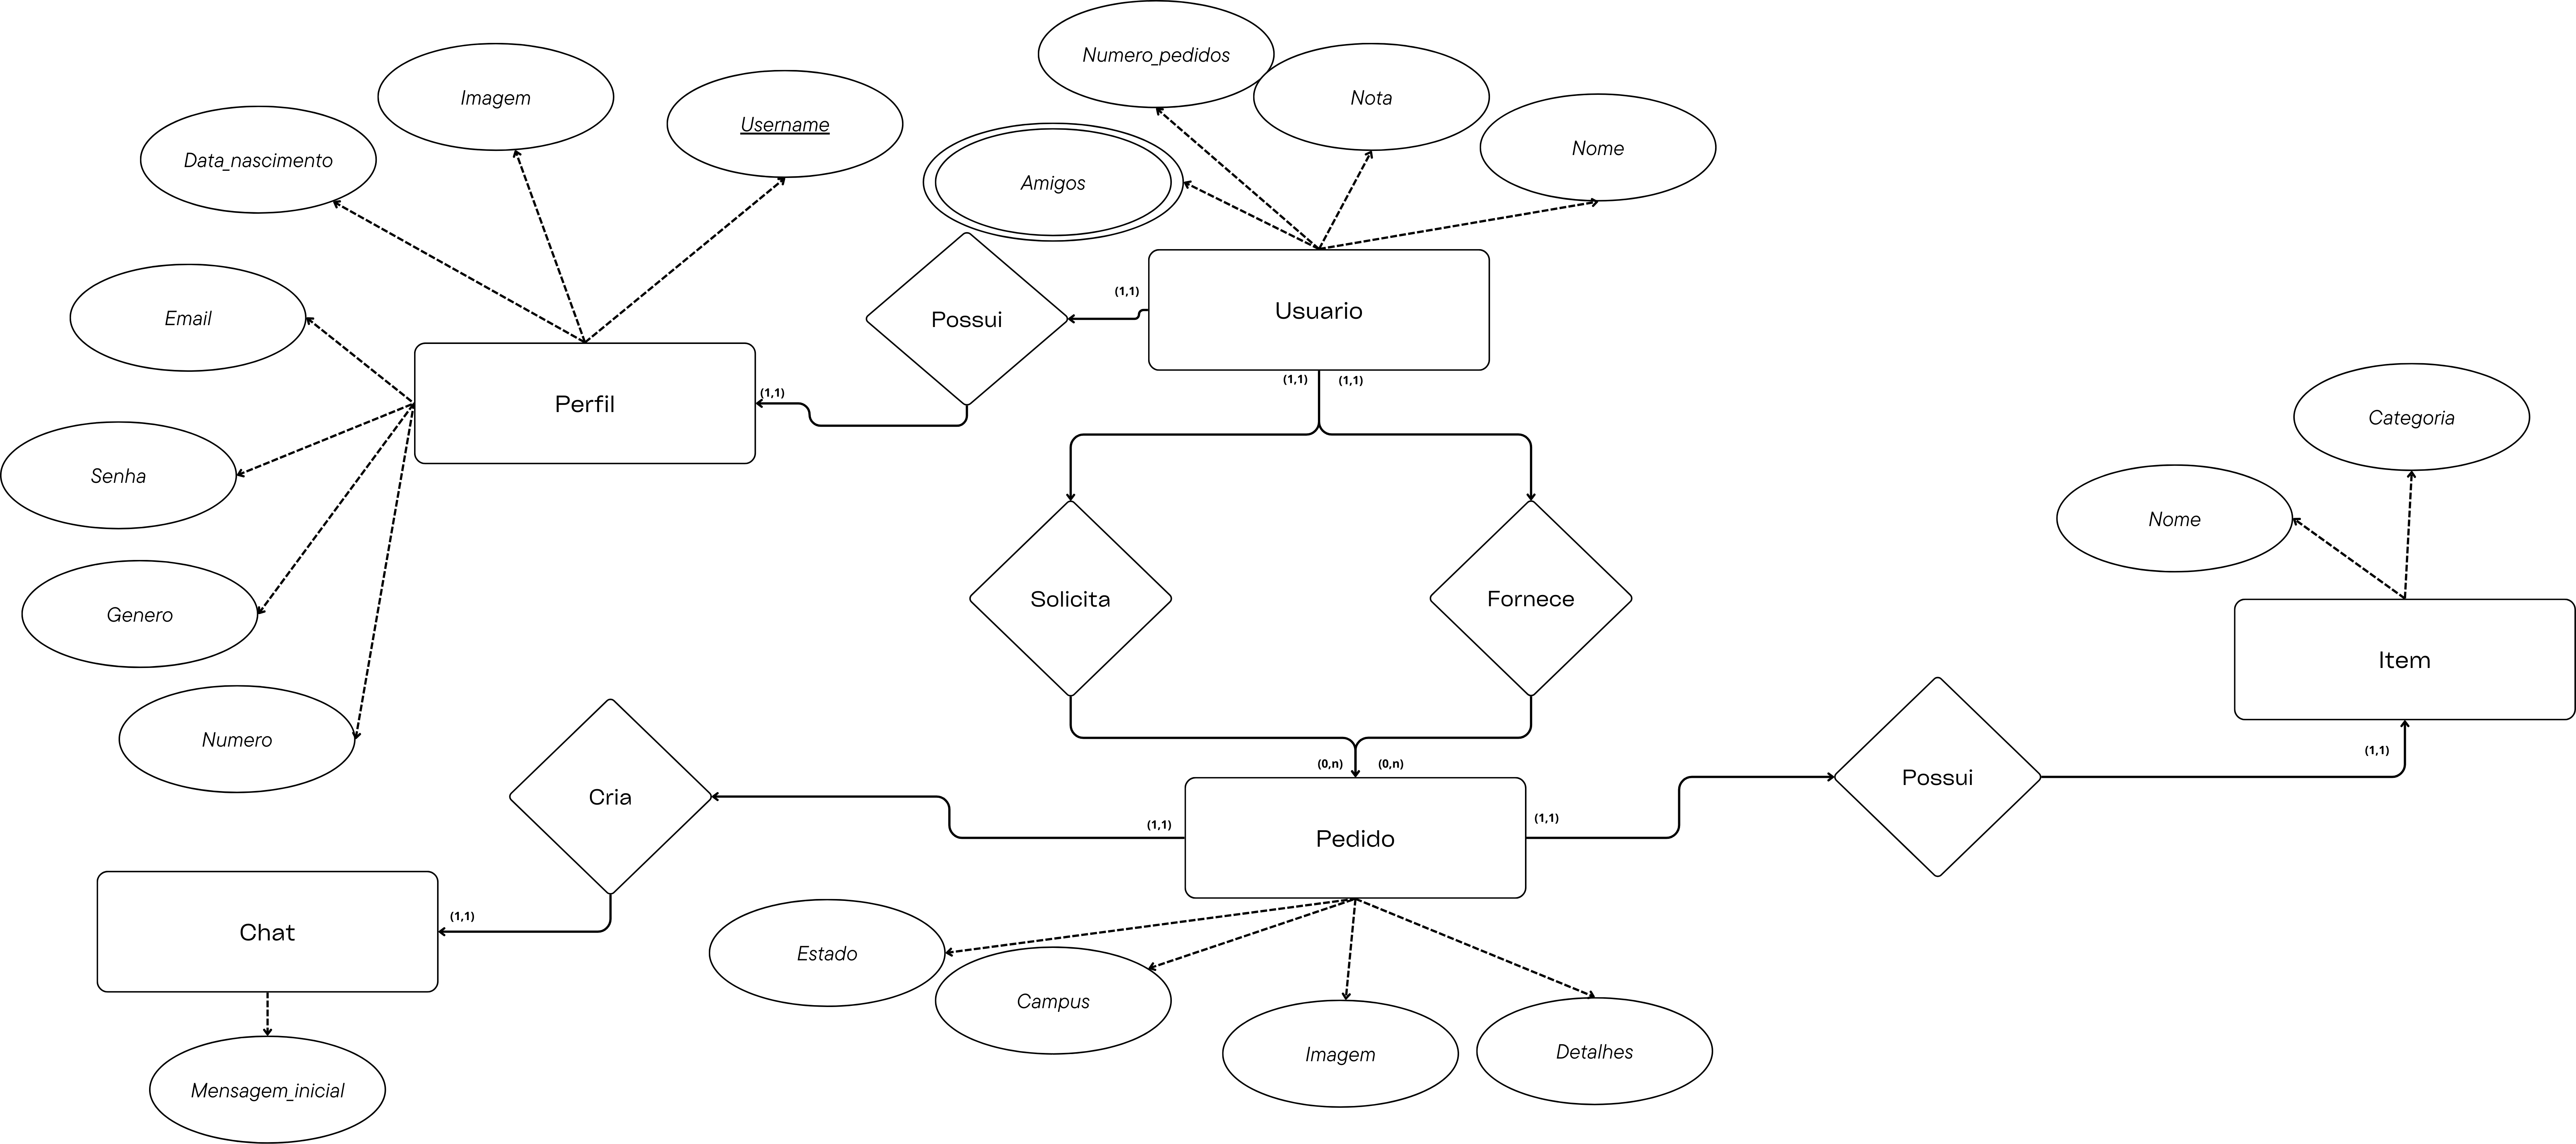 Numero_pedidos
Imagem
Nota
Username
Nome
Data_nascimento
Amigos
(1,1)
Usuario
Email
Possui
(1,1) (1,1)
(1,1)
Perfil
Categoria
Senha
Nome
Solicita
Fornece
Genero
Item
Numero
(0,n) (0,n)
(1,1)
Possui
Cria
(1,1)
(1,1)
Pedido
(1,1)
Chat
Estado
Campus
Imagem
Detalhes
Mensagem_inicial